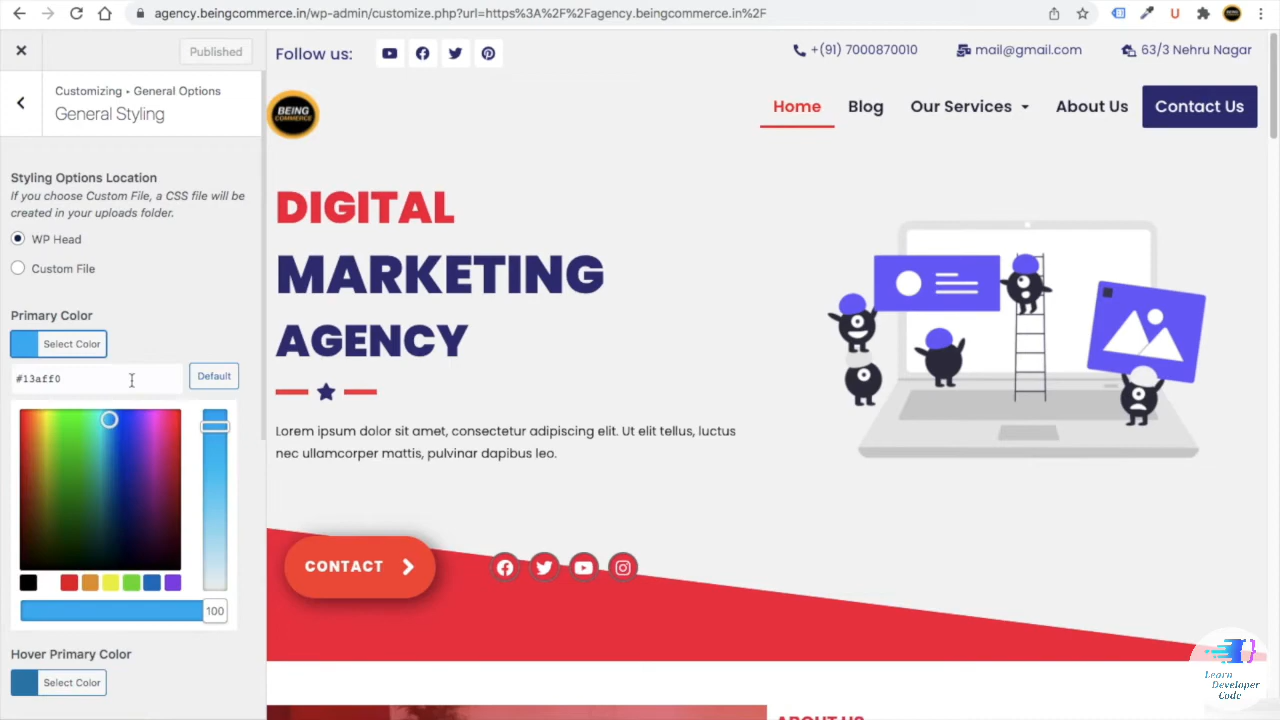 agency.beingcommerce.in/wp-admin/customize.php?url=https%3A%2F%2Fagency.beingcommerce.in%2F
Published
Customizing • General Options
General Styling
Styling Options Location
If you choose Custom File, a CSS file will be
created in your uploads folder.
WP Head
Custom File
Primary Color
Select Color
#13aff0
Default
100
Hover Primary Color
Select Color
Follow us:
+(91) 7000870010
mail@gmail.com
63/3 Nehru Nagar
BEING
COMMERCE
Home
Blog
Our Services
About Us
Contact Us
DIGITAL
MARKETING
AGENCY
Lorem ipsum dolor sit amet, consectetur adipiscing elit. Ut elit tellus, luctus
nec ullamcorper mattis, pulvinar dapibus leo.
CONTACT
ABOUT US
Learn
Developer
Code